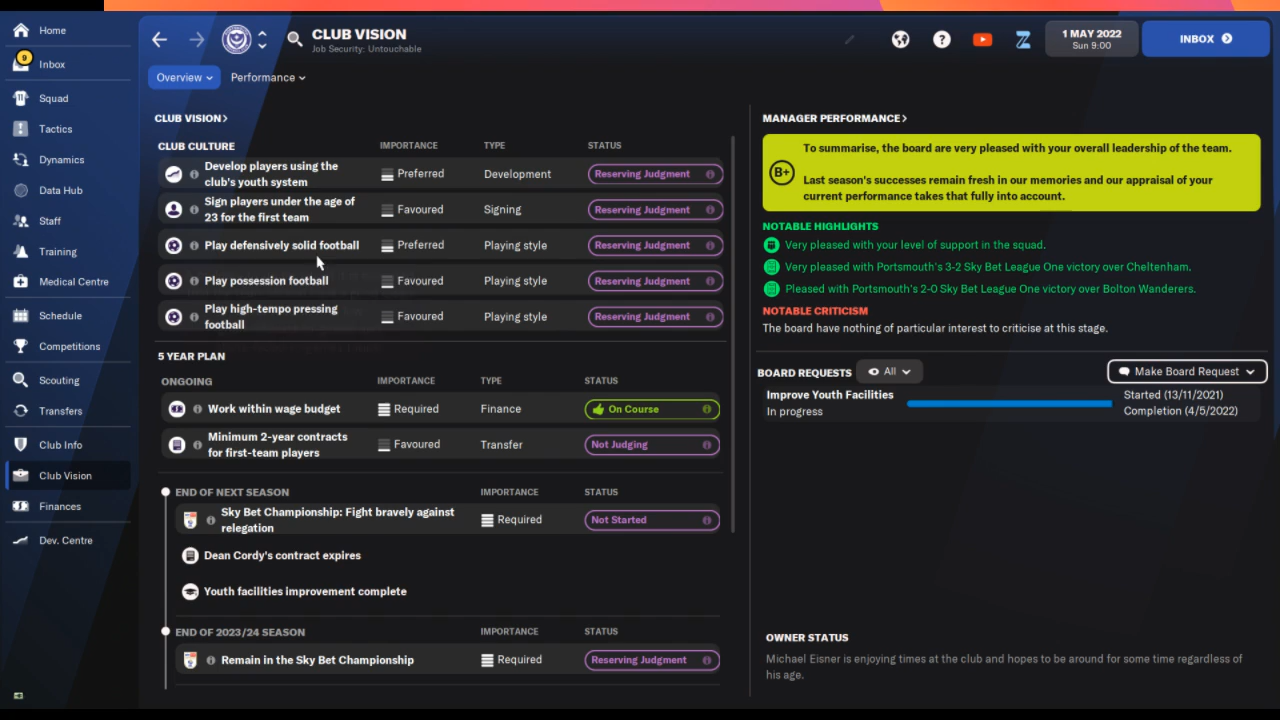 Home
9
Inbox
Squad
Tactics
Dynamics
Data Hub
Staff
Training
Medical Centre
Schedule
Competitions
Scouting
Transfers
Club Info
Club Vision
Finances
Dev. Centre
CLUB VISION
Job Security: Untouchable
1 MAY 2022
Sun 9:00
INBOX
Overview
Performance
CLUB VISION
CLUB CULTURE IMPORTANCE TYPE STATUS
Develop players using the
club's youth system
Preferred Development Reserving Judgment
Sign players under the age of
23 for the first team
Favoured Signing Reserving Judgment
Play defensively solid football Preferred Playing style Reserving Judgment
Play possession football Favoured Playing style Reserving Judgment
Play high-tempo pressing
football
Favoured Playing style Reserving Judgment
5 YEAR PLAN
ONGOING IMPORTANCE TYPE STATUS
Work within wage budget Required Finance On Course
Minimum 2-year contracts
for first-team players
Favoured Transfer Not Judging
END OF NEXT SEASON IMPORTANCE STATUS
Sky Bet Championship: Fight bravely against
relegation
Required Not Started
Dean Cordy's contract expires
Youth facilities improvement complete
END OF 2023/24 SEASON IMPORTANCE STATUS
Remain in the Sky Bet Championship Required Reserving Judgment
MANAGER PERFORMANCE
B+
To summarise, the board are very pleased with your overall leadership of the team.
Last season's successes remain fresh in our memories and our appraisal of your
current performance takes that fully into account.
NOTABLE HIGHLIGHTS
Very pleased with your level of support in the squad.
Very pleased with Portsmouth's 3-2 Sky Bet League One victory over Cheltenham.
Pleased with Portsmouth's 2-0 Sky Bet League One victory over Bolton Wanderers.
NOTABLE CRITICISM
The board have nothing of particular interest to criticise at this stage.
BOARD REQUESTS All Make Board Request
Improve Youth Facilities Started (13/11/2021)
In progress Completion (4/5/2022)
OWNER STATUS
Michael Eisner is enjoying times at the club and hopes to be around for some time regardless of
his age.